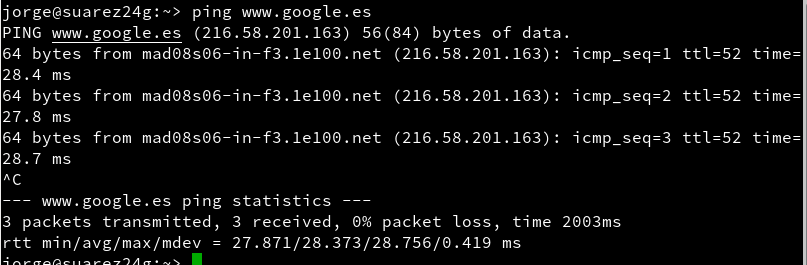 jorge@suarez24g:~> ping www.google.es
PING www.google.es (216.58.201.163) 56(84) bytes of data.
64 bytes from mad08s06-in-f3.1e100.net (216.58.201.163): icmp_seq=1 ttl=52 time=
28.4 ms
64 bytes from mad08s06-in-f3.1e100.net (216.58.201.163): icmp_seq=2 ttl=52 time=
27.8 ms
64 bytes from mad08s06-in-f3.1e100.net (216.58.201.163): icmp_seq=3 ttl=52 time=
28.7 ms
^C
--- www.google.es ping statistics ---
3 packets transmitted, 3 received, 0% packet loss, time 2003ms
rtt min/avg/max/mdev = 27.871/28.373/28.756/0.419 ms
jorge@suarez24g:~>